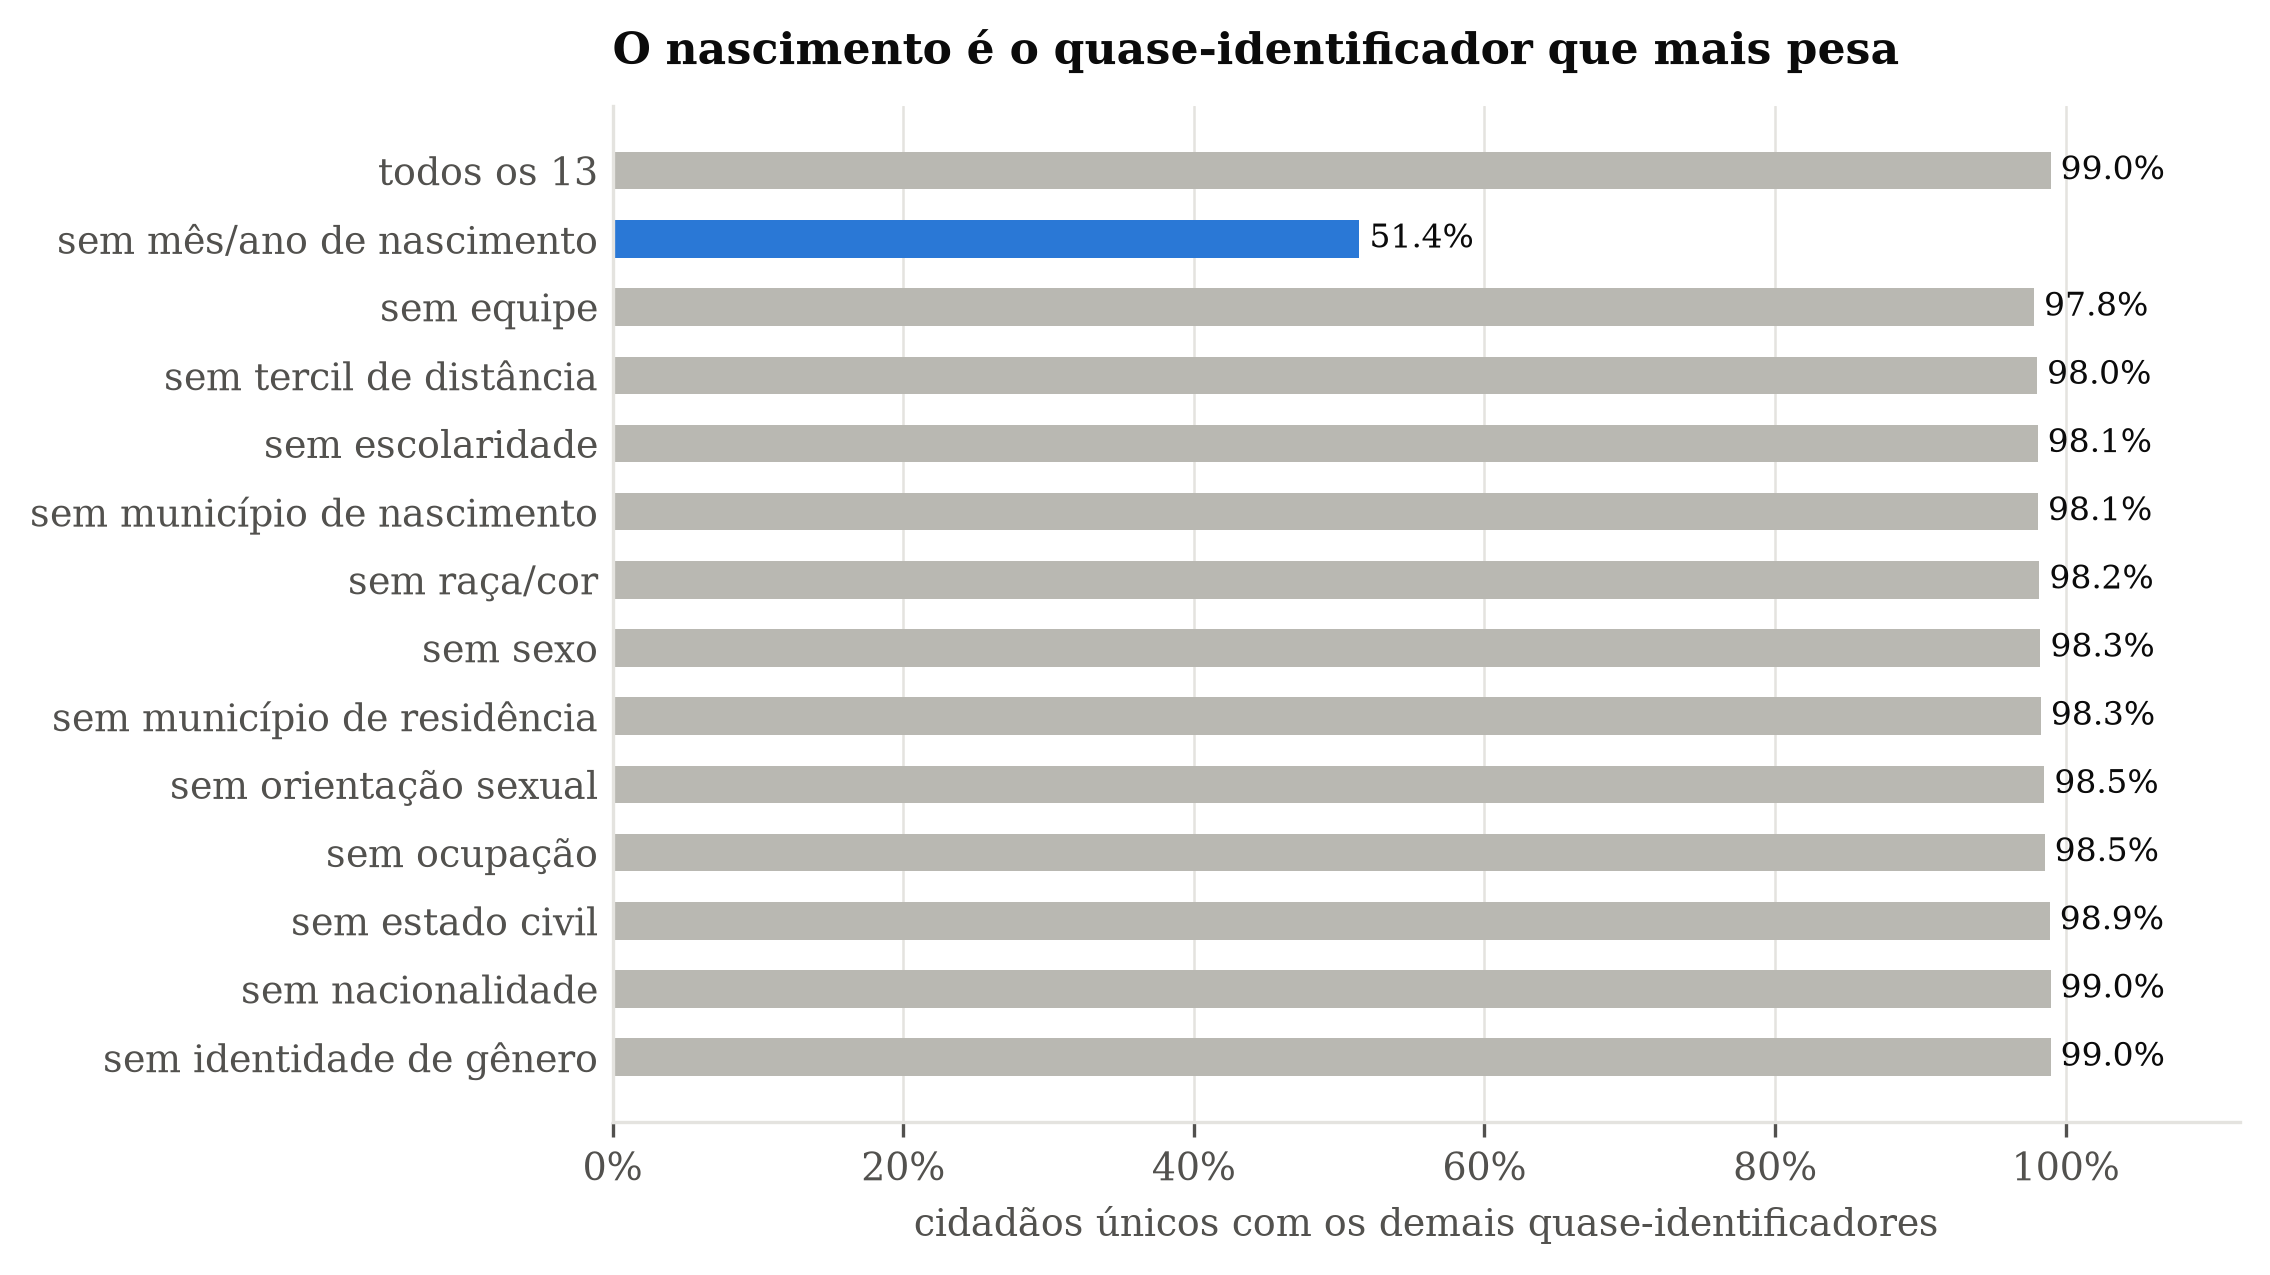 O nascimento é o quase-identificador que mais pesa
todos os 13 99.0%
sem mês/ano de nascimento 51.4%
sem equipe 97.8%
sem tercil de distância 98.0%
sem escolaridade 98.1%
sem município de nascimento 98.1%
sem raça/cor 98.2%
sem sexo 98.3%
sem município de residência 98.3%
sem orientação sexual 98.5%
sem ocupação 98.5%
sem estado civil 98.9%
sem nacionalidade 99.0%
sem identidade de gênero 99.0%
0% 20% 40% 60% 80% 100%
cidadãos únicos com os demais quase-identificadores